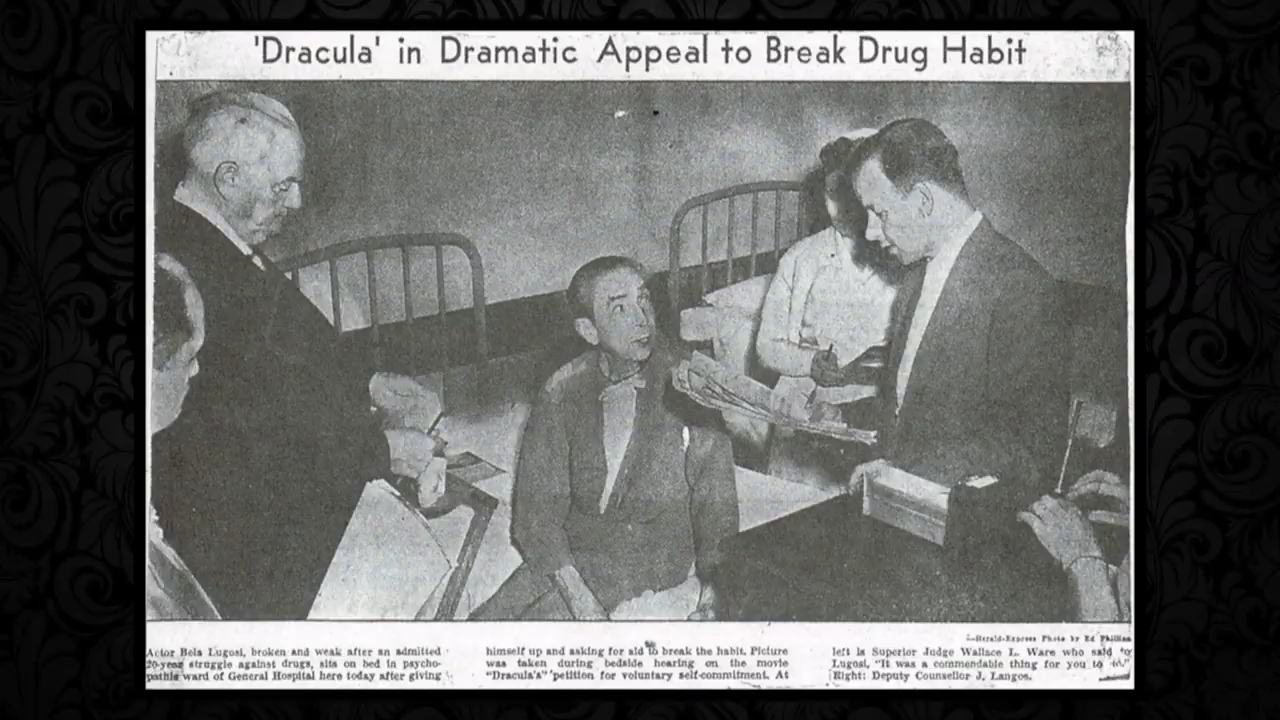 'Dracula' in Dramatic Appeal to Break Drug Habit
—Herald-Express Photo by Ed Phillips
Actor Bela Lugosi, broken and weak after an admitted
20-year struggle against drugs, sits on bed in psycho-
pathic ward of General Hospital here today after giving
himself up and asking for aid to break the habit. Picture
was taken during bedside hearing on the movie
"Dracula's" petition for voluntary self-commitment. At
left is Superior Judge Wallace L. Ware who said to
Lugosi, "It was a commendable thing for you to
Right: Deputy Counsellor J. Langos.